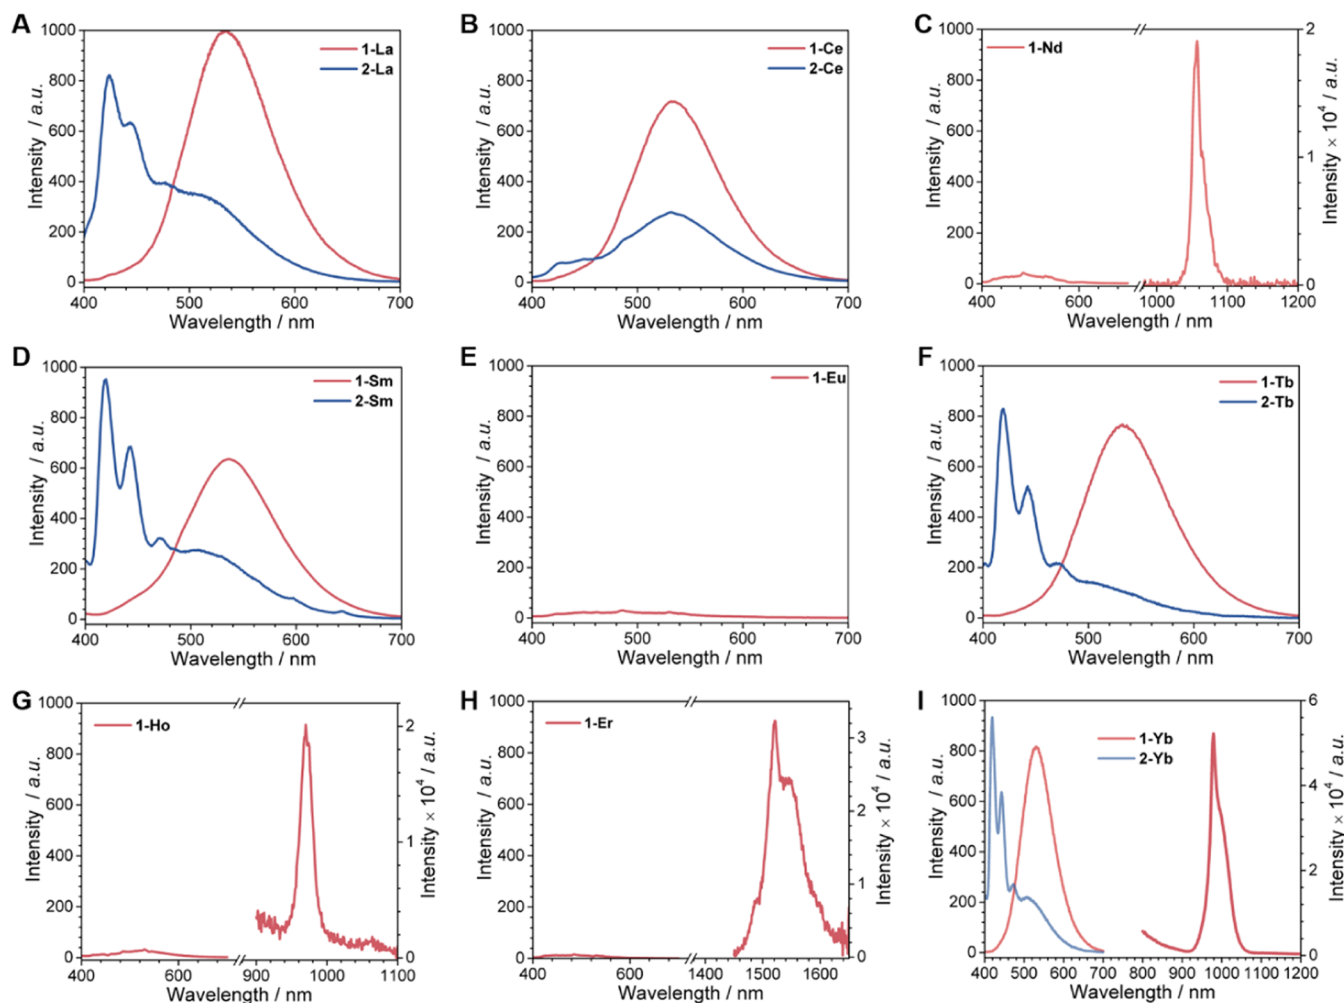 A
1000
800
600
400
200
0
Intensity / a.u.
1-La
2-La
400
500
600
700
Wavelength / nm
B
1000
800
600
400
200
0
Intensity / a.u.
1-Ce
2-Ce
400
500
600
700
Wavelength / nm
C
1000
800
600
400
200
0
Intensity / a.u.
1-Nd
2
1
0
Intensity × 10⁴ / a.u.
400
600
1000
1100
1200
Wavelength / nm
D
1000
800
600
400
200
0
Intensity / a.u.
1-Sm
2-Sm
400
500
600
700
Wavelength / nm
E
1000
800
600
400
200
0
Intensity / a.u.
1-Eu
400
600
700
Wavelength / nm
F
1000
800
600
400
200
0
Intensity / a.u.
1-Tb
2-Tb
400
500
600
700
Wavelength / nm
G
1000
800
600
400
200
0
Intensity / a.u.
1-Ho
2
1
0
Intensity × 10⁴ / a.u.
400
600
900
1000
1100
Wavelength / nm
H
1000
800
600
400
200
0
Intensity / a.u.
1-Er
3
2
1
0
Intensity × 10⁴ / a.u.
400
600
1400
1500
1600
Wavelength / nm
I
1000
800
600
400
200
0
Intensity / a.u.
1-Yb
2-Yb
6
4
2
0
Intensity × 10⁴ / a.u.
400
500
600
700
800
900
1000
1100
1200
Wavelength / nm